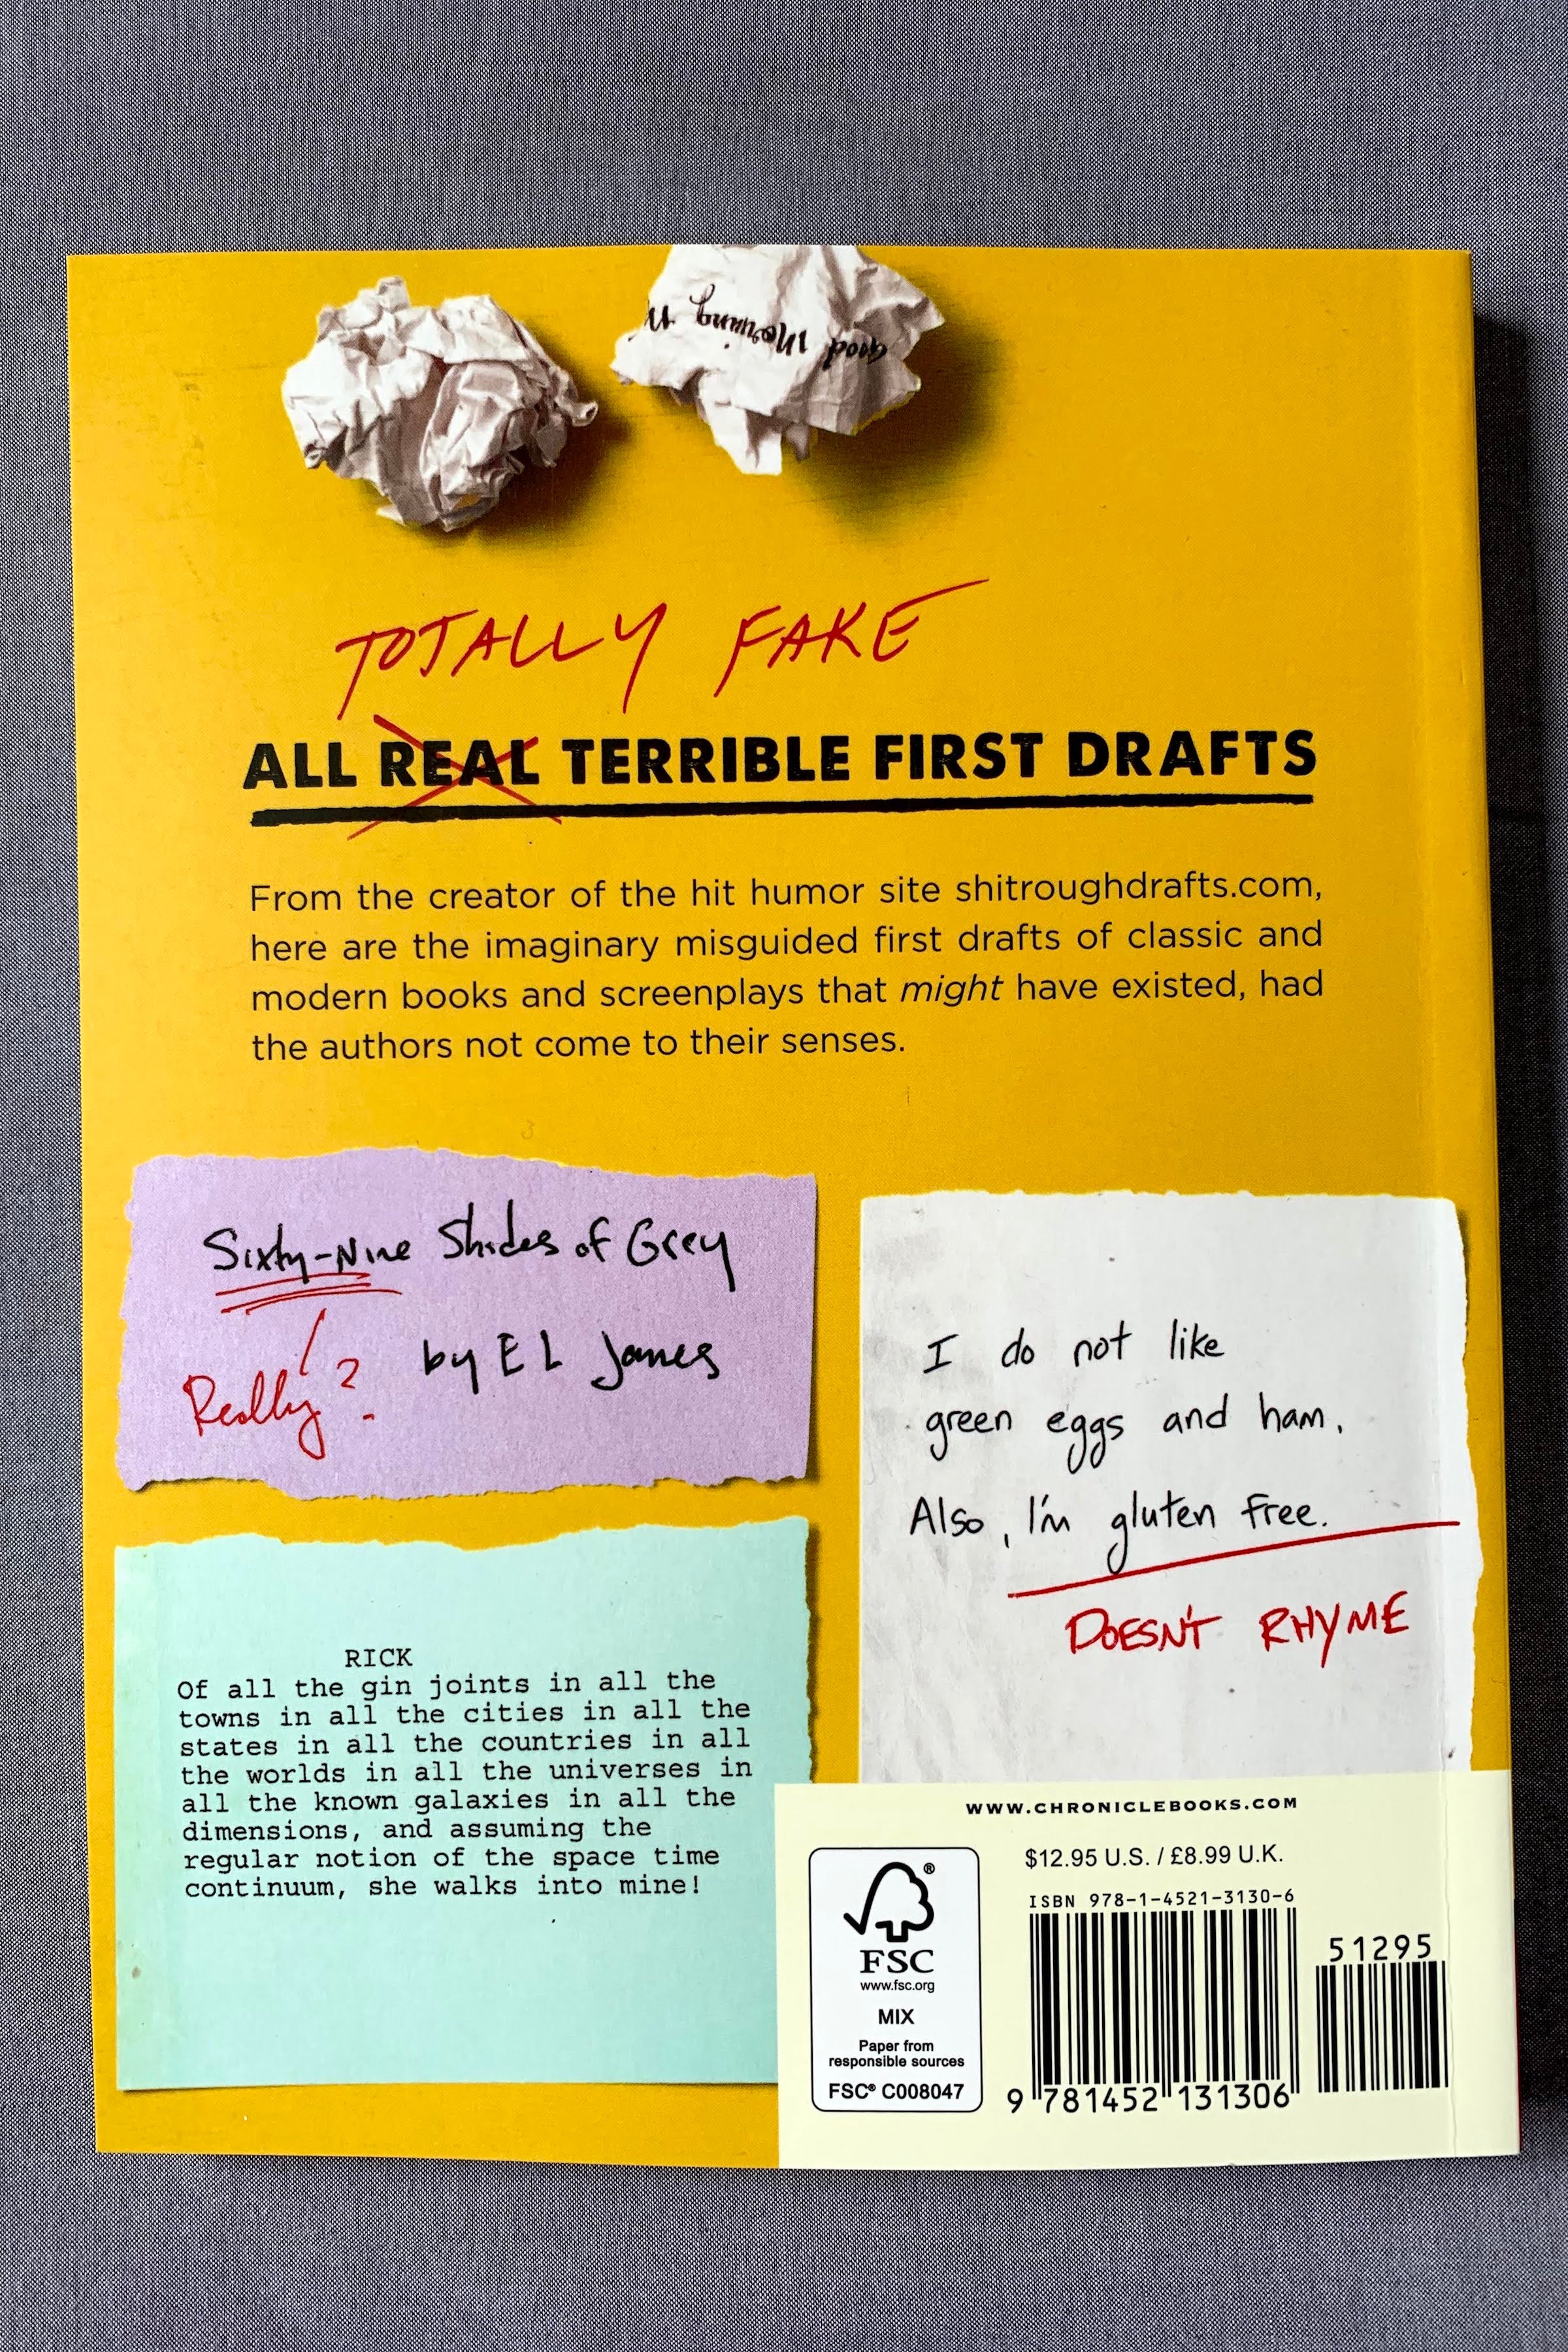 Good Morning M
TOTALLY FAKE
ALL REAL TERRIBLE FIRST DRAFTS
From the creator of the hit humor site shitroughdrafts.com,
here are the imaginary misguided first drafts of classic and
modern books and screenplays that might have existed, had
the authors not come to their senses.
Sixty-Nine Shades of Grey
by E L James
Really?
I do not like
green eggs and ham.
Also, I'm gluten free.
DOESN'T RHYME
RICK
Of all the gin joints in all the
towns in all the cities in all the
states in all the countries in all
the worlds in all the universes in
all the known galaxies in all the
dimensions, and assuming the
regular notion of the space time
continuum, she walks into mine!
WWW.CHRONICLEBOOKS.COM
$12.95 U.S. / £8.99 U.K.
ISBN 978-1-4521-3130-6
51295
9 781452 131306
®
FSC
www.fsc.org
MIX
Paper from
responsible sources
FSC® C008047